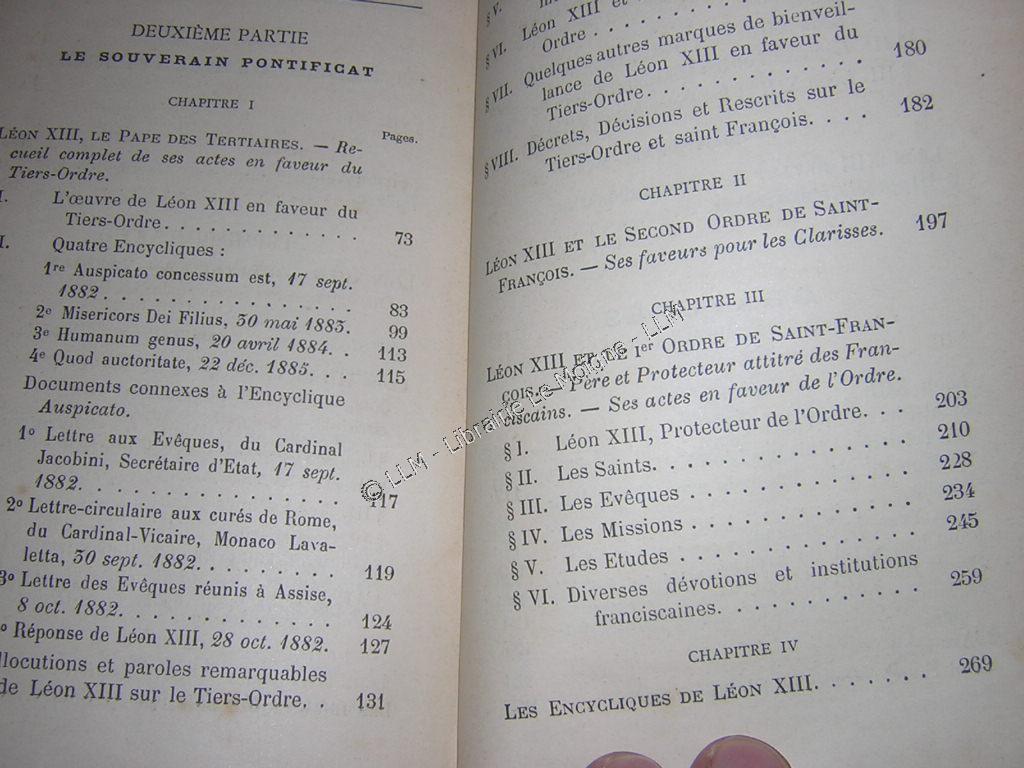 DEUXIÈME PARTIE
LE SOUVERAIN PONTIFICAT
CHAPITRE I
Pages.
LÉON XIII, LE PAPE DES TERTIAIRES. — Re-
cueil complet de ses actes en faveur du
Tiers-Ordre.
I. L'œuvre de Léon XIII en faveur du
Tiers-Ordre. . . . . . . . . . . . . 73
I. Quatre Encycliques :
1re Auspicato concessum est, 17 sept.
1882. . . . . . . . . . . . . . . . 83
2e Misericors Dei Filius, 30 mai 1883. 99
3e Humanum genus, 20 avril 1884. . 113
4e Quod auctoritate, 22 déc. 1885. . . 115
Documents connexes à l'Encyclique
Auspicato.
1º Lettre aux Evêques, du Cardinal
Jacobini, Secrétaire d'Etat, 17 sept.
1882. . . . . . . . . . . . . . . . 117
2º Lettre-circulaire aux curés de Rome,
du Cardinal-Vicaire, Monaco Lava-
letta, 30 sept. 1882. . . . . . . . . 119
3º Lettre des Evêques réunis à Assise,
8 oct. 1882. . . . . . . . . . . . . 124
º Réponse de Léon XIII, 28 oct. 1882. 127
llocutions et paroles remarquables
de Léon XIII sur le Tiers-Ordre. . 131
§ V.
§ VI. Léon XIII et
Ordre . . . . . .
§ VII. Quelques autres marques de bienveil-
lance de Léon XIII en faveur du
Tiers-Ordre. . . . . . . . . . . . 180
§ VIII. Décrets, Décisions et Rescrits sur le
Tiers-Ordre et saint François. . . . 182
CHAPITRE II
LÉON XIII ET LE SECOND ORDRE DE SAINT-
FRANÇOIS. — Ses faveurs pour les Clarisses. 197
CHAPITRE III
LÉON XIII ET LE 1er ORDRE DE SAINT-FRAN-
ÇOIS. — Père et Protecteur attitré des Fran-
ciscains. — Ses actes en faveur de l'Ordre.
§ I. Léon XIII, Protecteur de l'Ordre. . . 203
§ II. Les Saints. . . . . . . . . . . . . . 210
§ III. Les Evêques . . . . . . . . . . . . 228
§ IV. Les Missions . . . . . . . . . . . . 234
§ V. Les Etudes . . . . . . . . . . . . . 245
§ VI. Diverses dévotions et institutions
franciscaines. . . . . . . . . . . . 259
CHAPITRE IV
LES ENCYCLIQUES DE LÉON XIII. . . . . . . 269
© LLM - Librairie Le Moigne - LLM